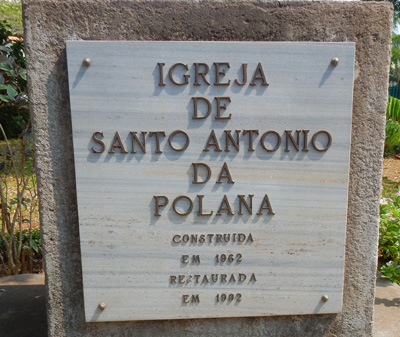 IGREJA
DE
SANTO ANTONIO
DA
POLANA
CONSTRUIDA
EM 1962
RESTAURADA
EM 1992